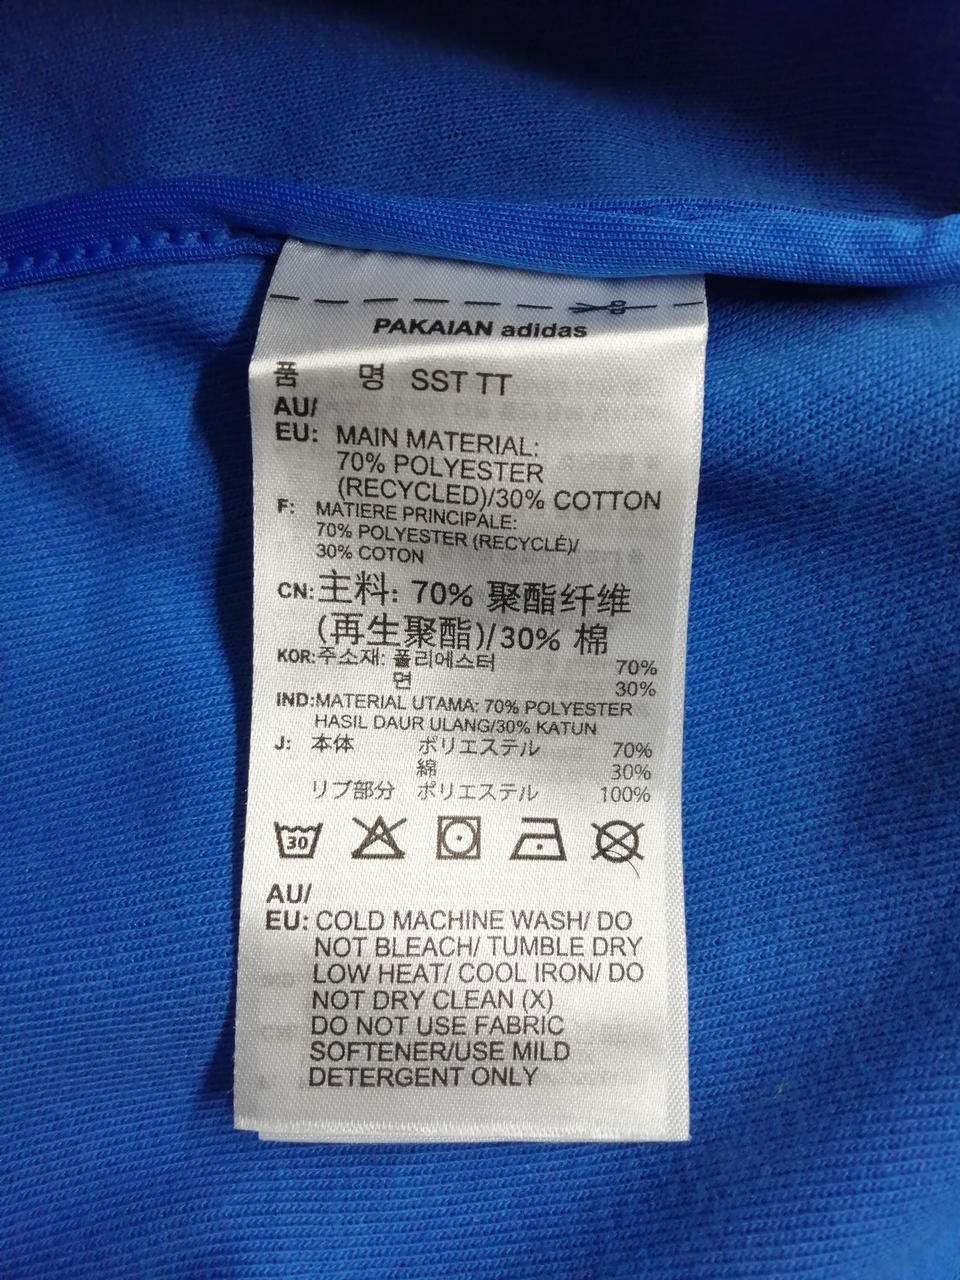 PAKAIAN adidas
품 명 SST TT
AU/
EU: MAIN MATERIAL:
70% POLYESTER
(RECYCLED)/30% COTTON
F: MATIERE PRINCIPALE:
70% POLYESTER (RECYCLÉ)/
30% COTON
CN: 主料: 70% 聚酯纤维
(再生聚酯)/30% 棉
KOR: 주소재: 폴리에스터 70%
면 30%
IND: MATERIAL UTAMA: 70% POLYESTER
HASIL DAUR ULANG/30% KATUN
J: 本体 ポリエステル 70%
綿 30%
リブ部分 ポリエステル 100%
30
AU/
EU: COLD MACHINE WASH/ DO
NOT BLEACH/ TUMBLE DRY
LOW HEAT/ COOL IRON/ DO
NOT DRY CLEAN (X)
DO NOT USE FABRIC
SOFTENER/USE MILD
DETERGENT ONLY